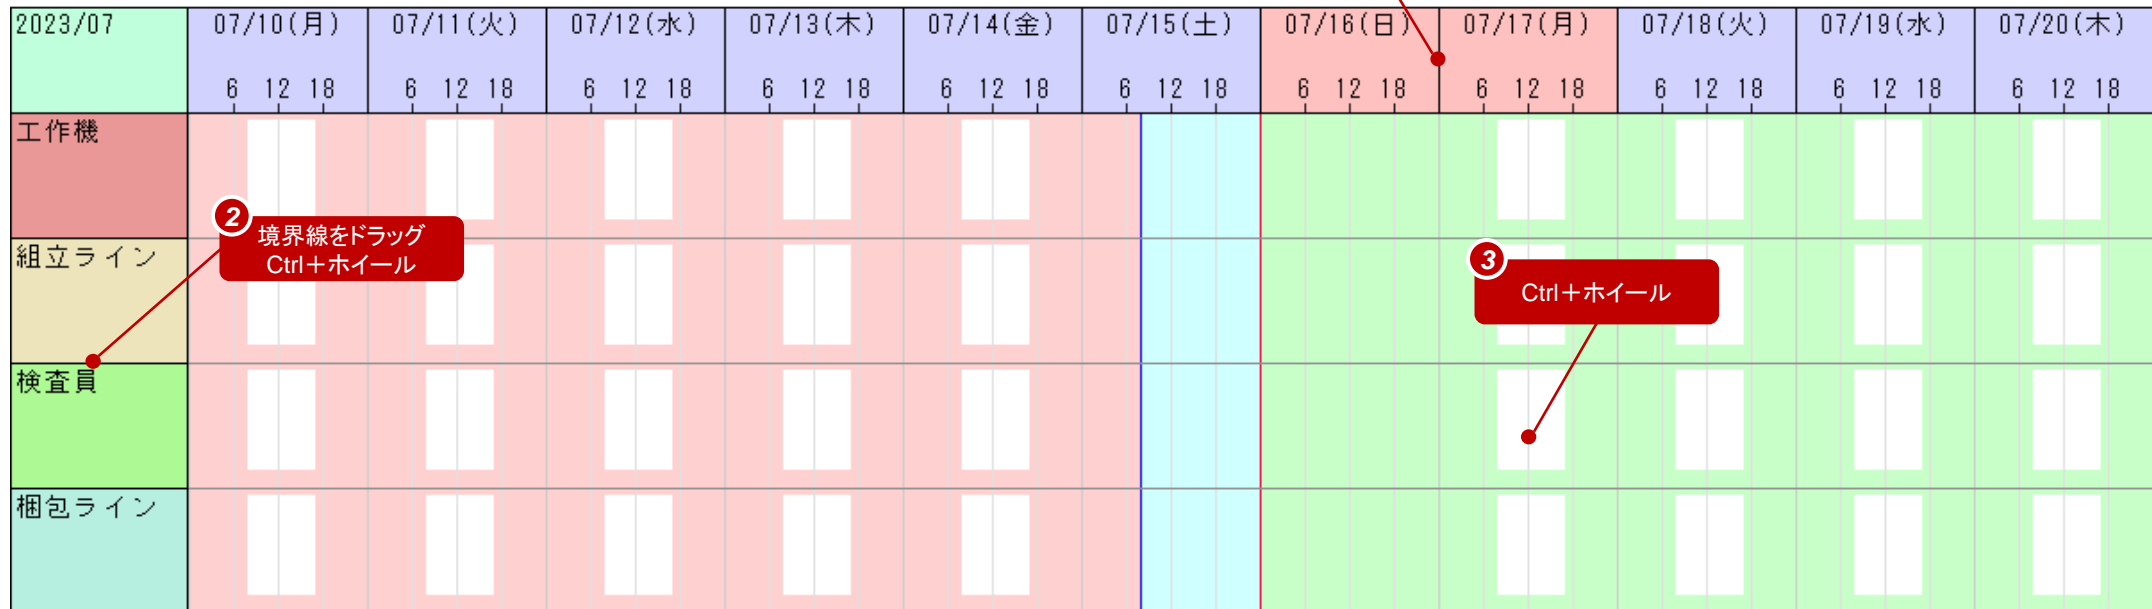 2023/07 07/10(月) 07/11(火) 07/12(水) 07/13(木) 07/14(金) 07/15(土) 07/16(日) 07/17(月) 07/18(火) 07/19(水) 07/20(木)
6 12 18 6 12 18 6 12 18 6 12 18 6 12 18 6 12 18 6 12 18 6 12 18 6 12 18 6 12 18 6 12 18
工作機
2
境界線をドラッグ
Ctrl＋ホイール
組立ライン
3
Ctrl＋ホイール
検査員
梱包ライン